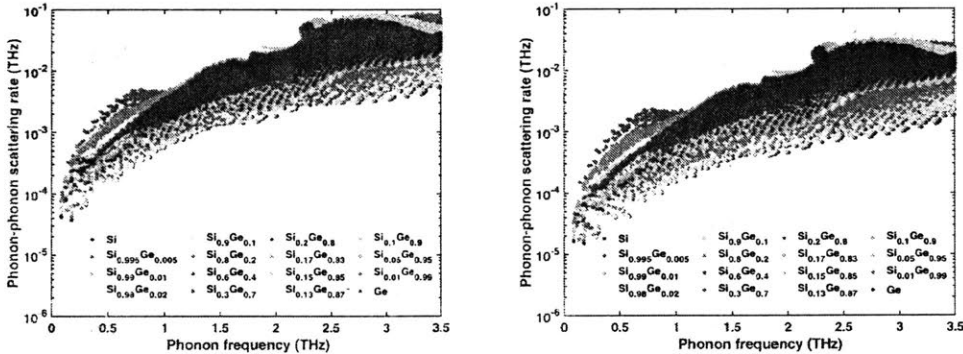 10⁻¹
10⁻²
10⁻³
10⁻⁴
10⁻⁵
10⁻⁶
Phonon-phonon scattering rate (THz)
Si Si₀.₉Ge₀.₁ Si₀.₂Ge₀.₈ Si₀.₁Ge₀.₉
Si₀.₉₉₅Ge₀.₀₀₅ Si₀.₈Ge₀.₂ Si₀.₁₇Ge₀.₈₃ Si₀.₀₅Ge₀.₉₅
Si₀.₉₉Ge₀.₀₁ Si₀.₆Ge₀.₄ Si₀.₁₅Ge₀.₈₅ Si₀.₀₁Ge₀.₉₉
Si₀.₉₈Ge₀.₀₂ Si₀.₃Ge₀.₇ Si₀.₁₃Ge₀.₈₇ Ge
0 0.5 1 1.5 2 2.5 3 3.5
Phonon frequency (THz)
10⁻¹
10⁻²
10⁻³
10⁻⁴
10⁻⁵
10⁻⁶
Phonon-phonon scattering rate (THz)
Si Si₀.₉Ge₀.₁ Si₀.₂Ge₀.₈ Si₀.₁Ge₀.₉
Si₀.₉₉₅Ge₀.₀₀₅ Si₀.₈Ge₀.₂ Si₀.₁₇Ge₀.₈₃ Si₀.₀₅Ge₀.₉₅
Si₀.₉₉Ge₀.₀₁ Si₀.₆Ge₀.₄ Si₀.₁₅Ge₀.₈₅ Si₀.₀₁Ge₀.₉₉
Si₀.₉₈Ge₀.₀₂ Si₀.₃Ge₀.₇ Si₀.₁₃Ge₀.₈₇ Ge
0 0.5 1 1.5 2 2.5 3 3.5
Phonon frequency (THz)